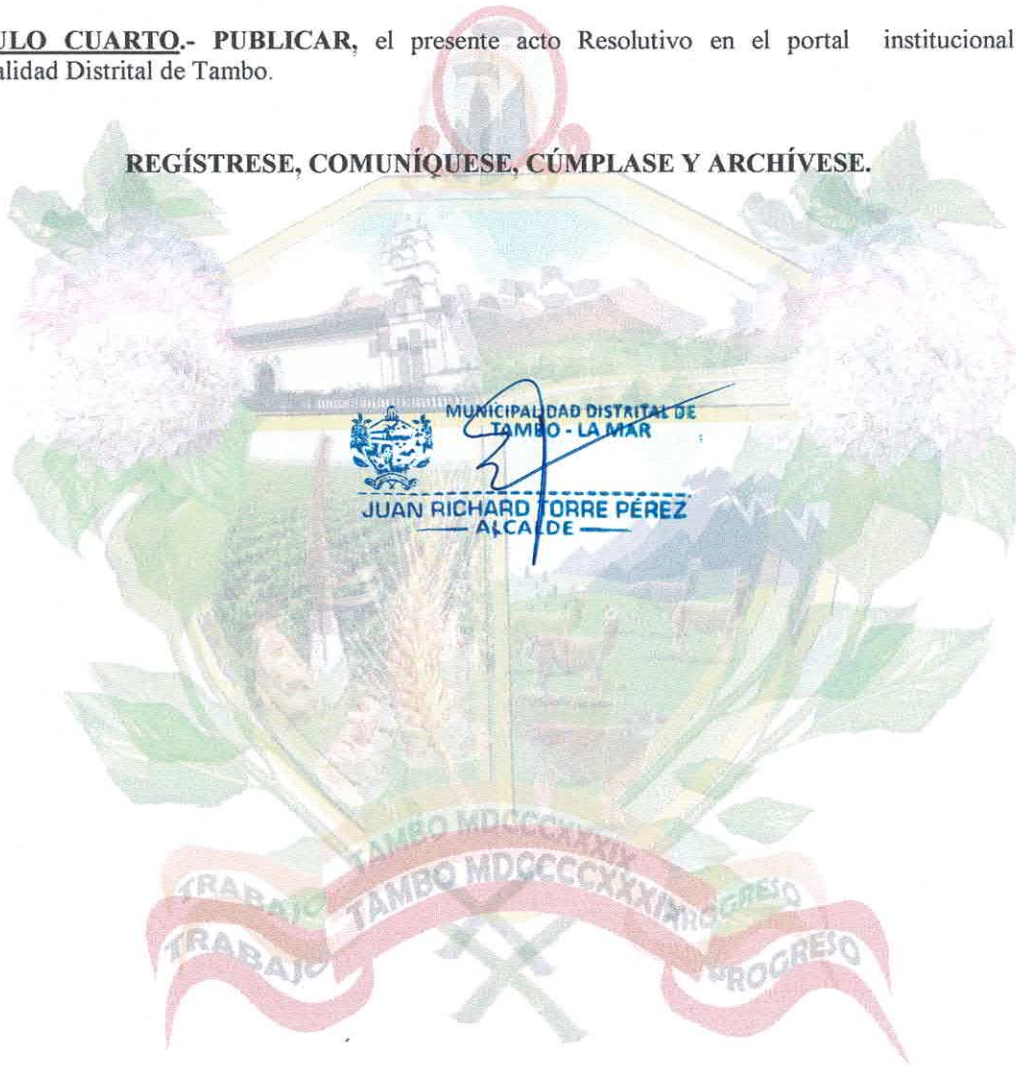 ULO CUARTO.- PUBLICAR, el presente acto Resolutivo en el portal institucional
alidad Distrital de Tambo.
REGÍSTRESE, COMUNÍQUESE, CÚMPLASE Y ARCHÍVESE.
MUNICIPALIDAD DISTRITAL DE
TAMBO - LA MAR
JUAN RICHARD TORRE PÉREZ
ALCALDE
TAMBO MDCCCXXXIX
TRABAJO TAMBO MDCCCCXXXIX PROGRESO
TRABAJO PROGRESO